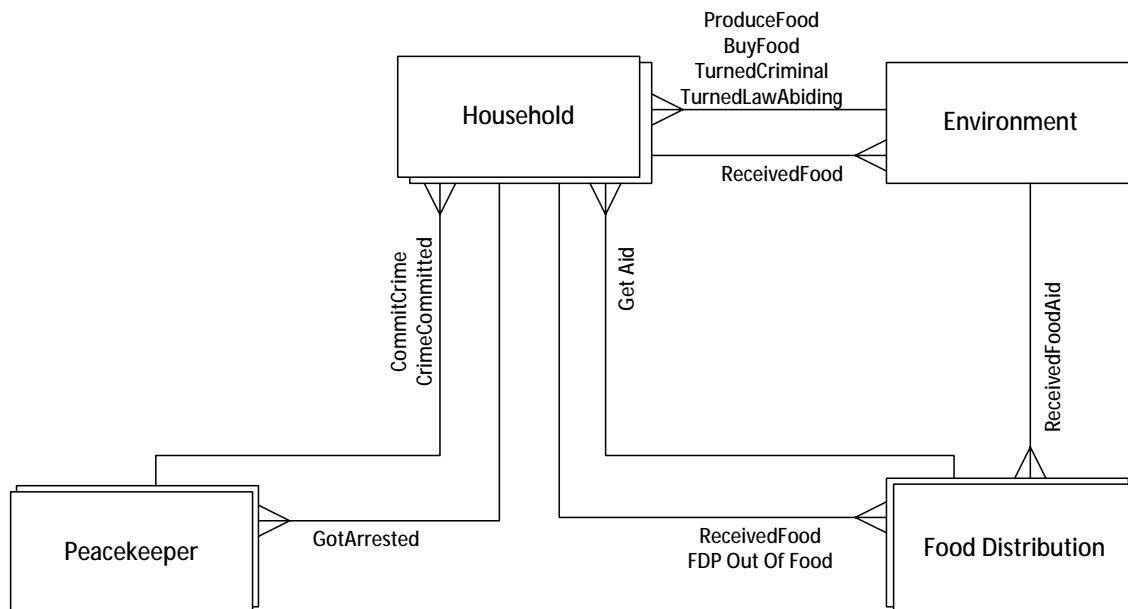 ProduceFood
BuyFood
TurnedCriminal
TurnedLawAbiding
Household
Environment
ReceivedFood
CommitCrime
CrimeCommitted
Get Aid
ReceivedFoodAid
Peacekeeper
GotArrested
ReceivedFood
FDP Out Of Food
Food Distribution